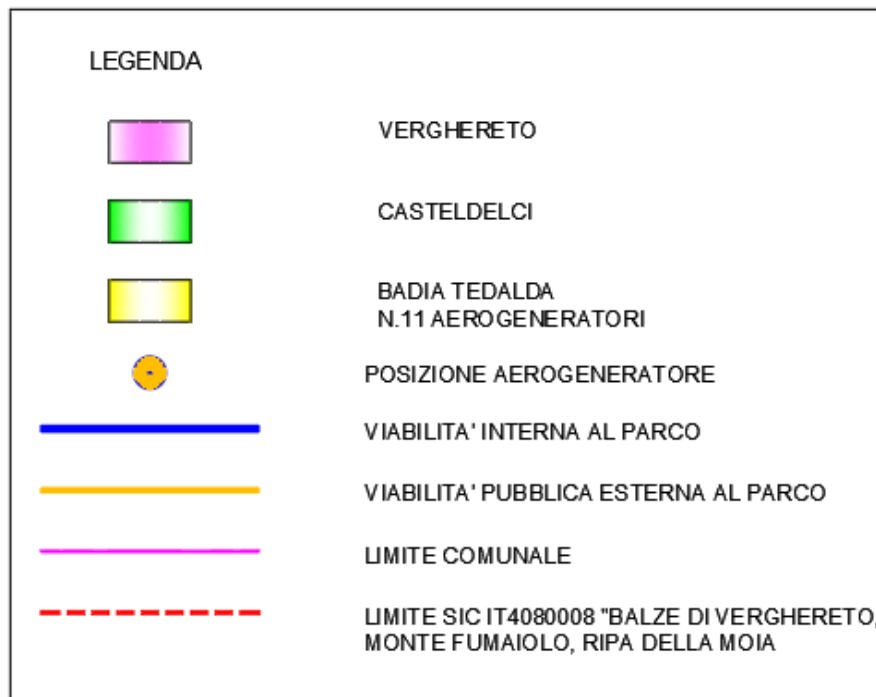 LEGENDA
VERGHERETO
CASTELDELCI
BADIA TEDALDA
N.11 AEROGENERATORI
POSIZIONE AEROGENERATORE
VIABILITA' INTERNA AL PARCO
VIABILITA' PUBBLICA ESTERNA AL PARCO
LIMITE COMUNALE
LIMITE SIC IT4080008 "BALZE DI VERGHERETO,
MONTE FUMAIOLO, RIPA DELLA MOIA